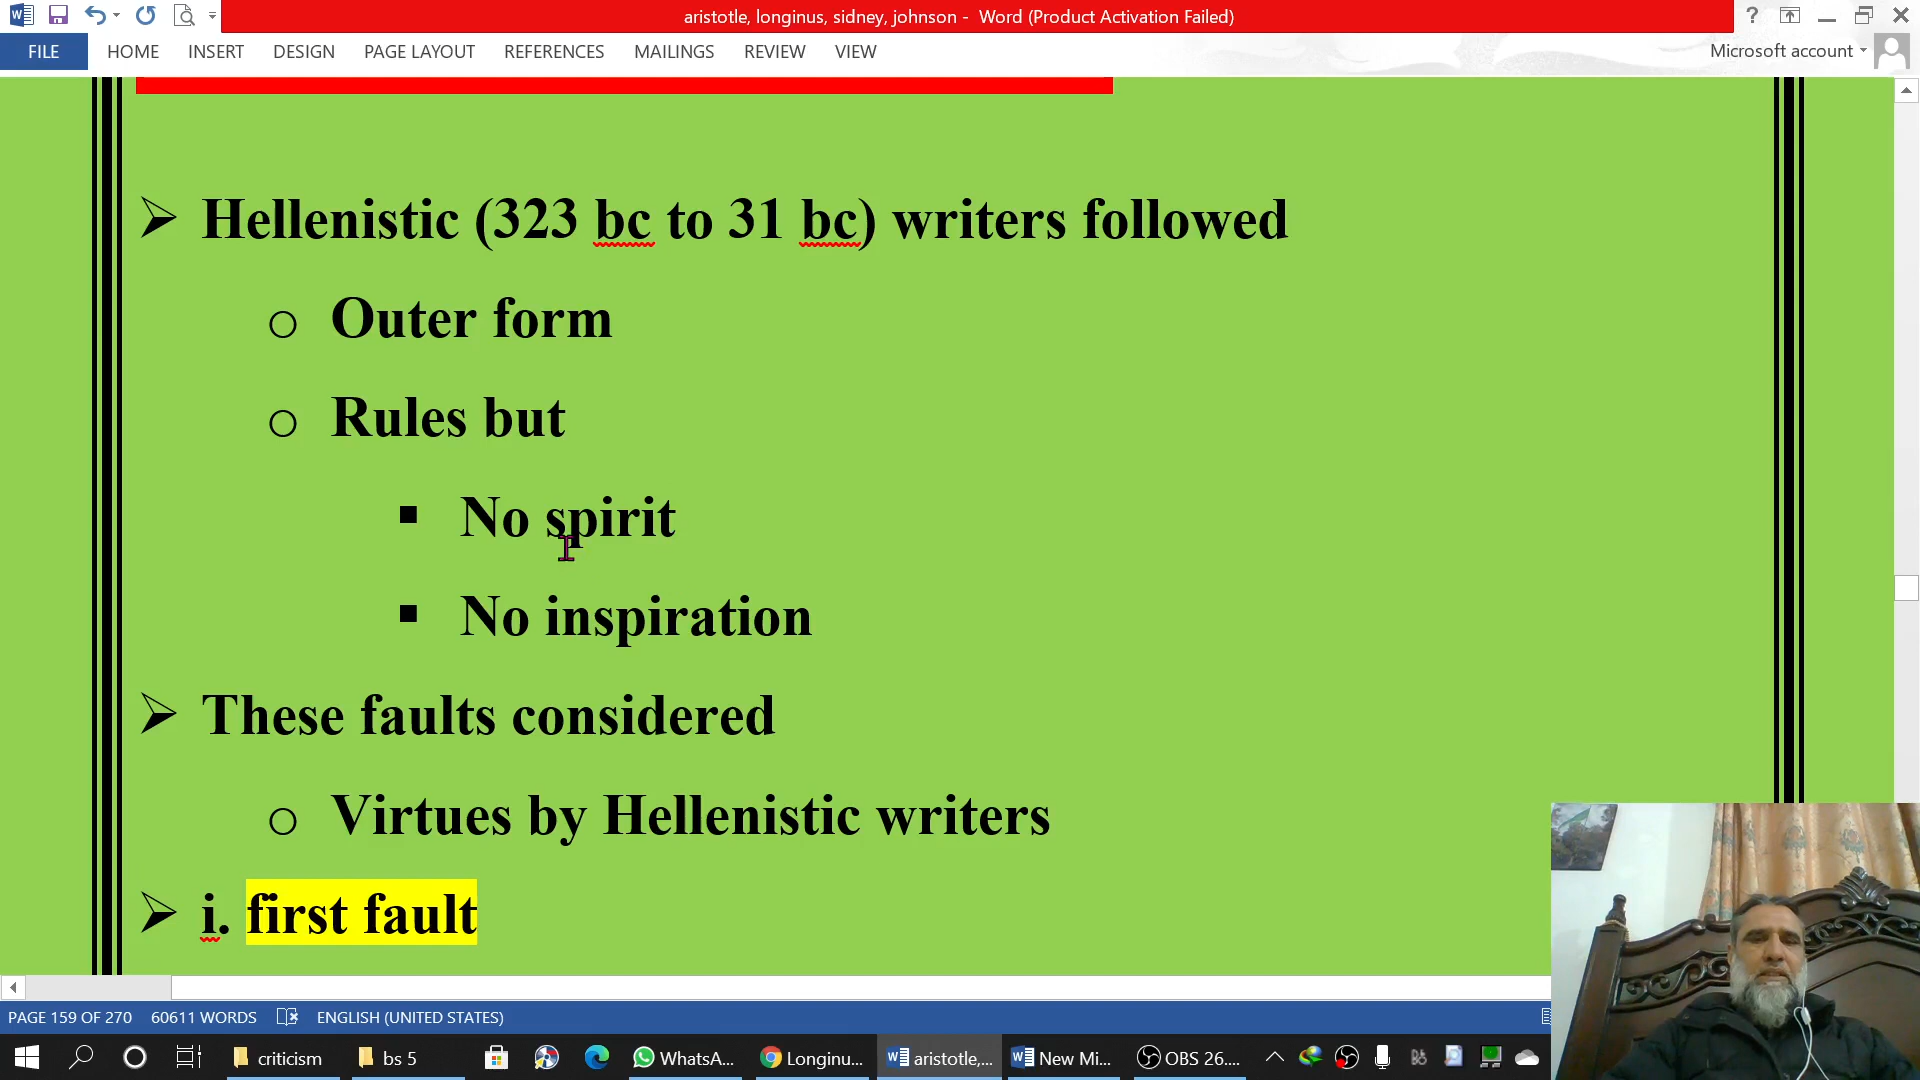 aristotle, longinus, sidney, johnson - Word (Product Activation Failed)
FILE HOME INSERT DESIGN PAGE LAYOUT REFERENCES MAILINGS REVIEW VIEW Microsoft account
➢ Hellenistic (323 bc to 31 bc) writers followed
o Outer form
o Rules but
▪ No spirit
▪ No inspiration
➢ These faults considered
o Virtues by Hellenistic writers
➢ i. first fault
PAGE 159 OF 270 60611 WORDS ENGLISH (UNITED STATES)
criticism bs 5 WhatsA... Longinu... aristotle,... New Mi... OBS 26....